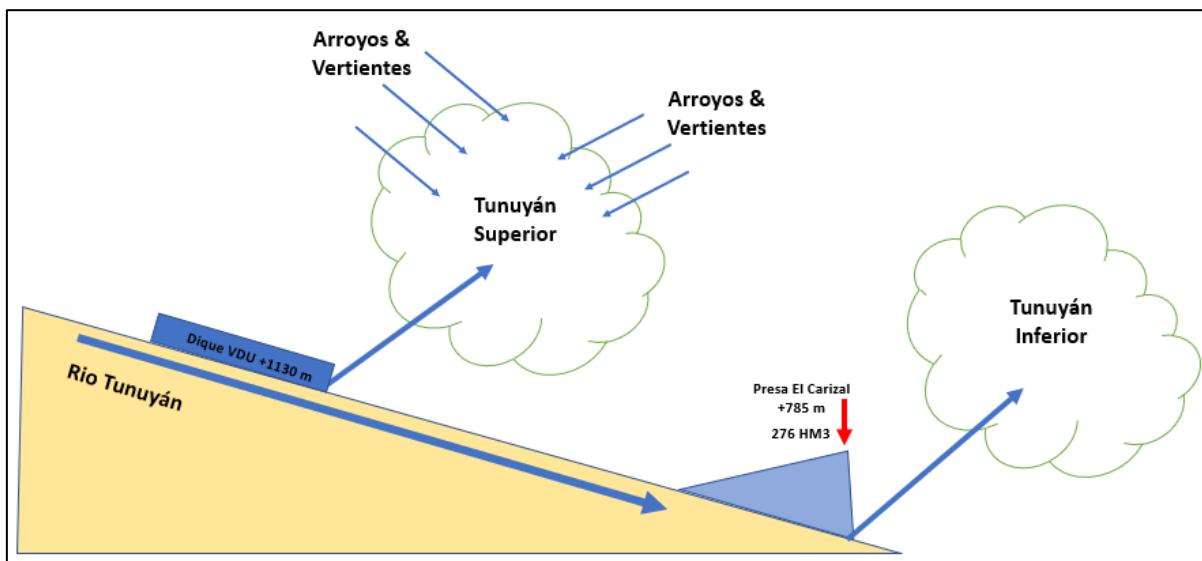 Arroyos &
Vertientes
Arroyos &
Vertientes
Tunuyán
Superior
Tunuyán
Inferior
Dique VDU +1130 m
Rio Tunuyán
Presa El Carizal
+785 m
276 HM3